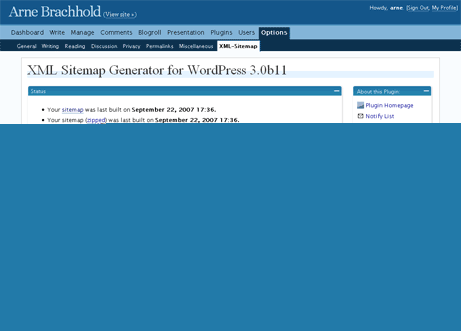 Arne Brachhold (View site »)
Howdy, arne. [Sign Out, My Profile]
Dashboard Write Manage Comments Blogroll Presentation Plugins Users Options
General Writing Reading Discussion Privacy Permalinks Miscellaneous XML-Sitemap
XML Sitemap Generator for WordPress 3.0b11
Status
About this Plugin:
Your sitemap was last built on September 22, 2007 17:36.
Plugin Homepage
Your sitemap (zipped) was last built on September 22, 2007 17:36.
Notify List